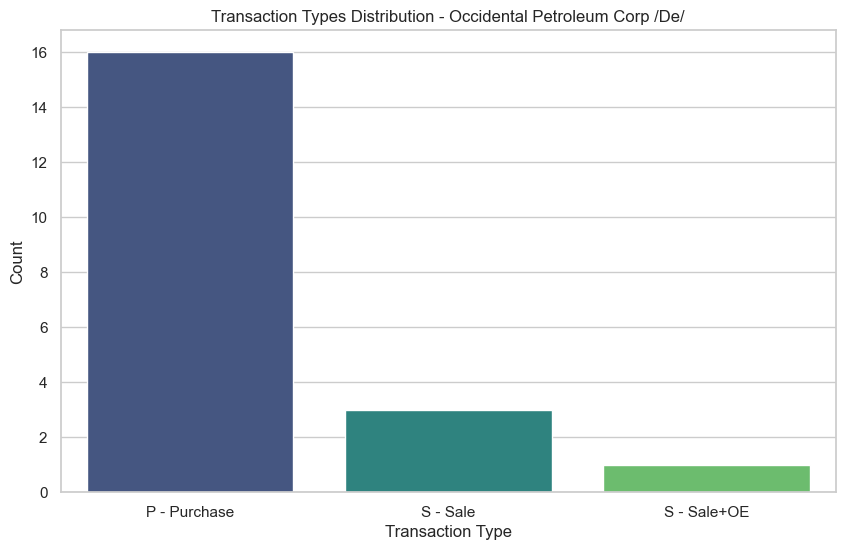 Transaction Types Distribution - Occidental Petroleum Corp /De/
16
14
12
10
8
6
4
2
0
Count
P - Purchase
S - Sale
S - Sale+OE
Transaction Type